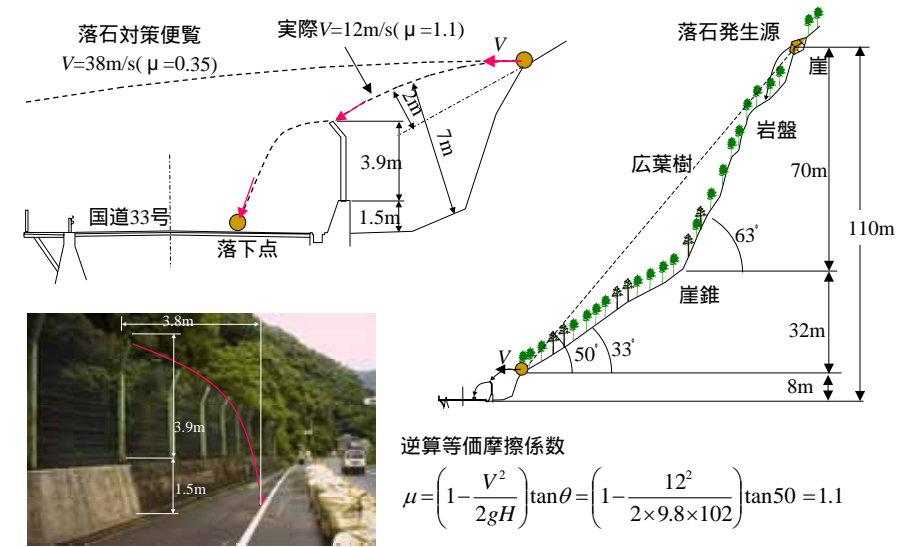 落石対策便覧
V=38m/s(μ=0.35)
実際V=12m/s(μ=1.1)
V
2m
7m
3.9m
1.5m
国道33号
落下点
落石発生源
崖
岩盤
広葉樹
70m
63°
110m
崖錐
32m
V
50°
33°
8m
3.8m
3.9m
1.5m
逆算等価摩擦係数
μ=(1-V²/2gH)tanθ=(1-12²/2×9.8×102)tan50=1.1